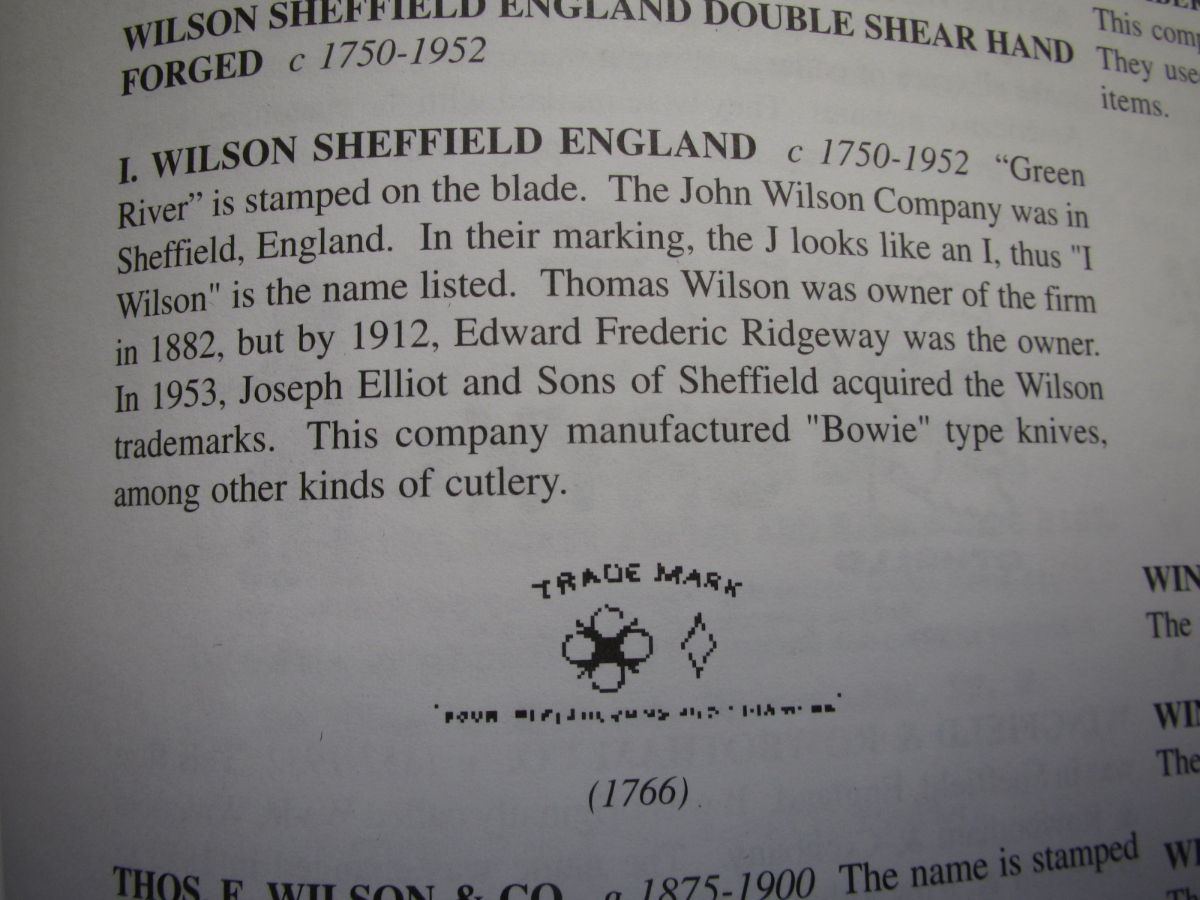 WILSON SHEFFIELD ENGLAND DOUBLE SHEAR HAND
FORGED c 1750-1952
I. WILSON SHEFFIELD ENGLAND c 1750-1952 “Green
River” is stamped on the blade. The John Wilson Company was in
Sheffield, England. In their marking, the J looks like an I, thus "I
Wilson" is the name listed. Thomas Wilson was owner of the firm
in 1882, but by 1912, Edward Frederic Ridgeway was the owner.
In 1953, Joseph Elliot and Sons of Sheffield acquired the Wilson
trademarks. This company manufactured "Bowie" type knives,
among other kinds of cutlery.
TRADE MARK
(1766)
THOS. F. WILSON & CO. a 1875-1900 The name is stamped
This
They
items.
WIN
The
WIN
The